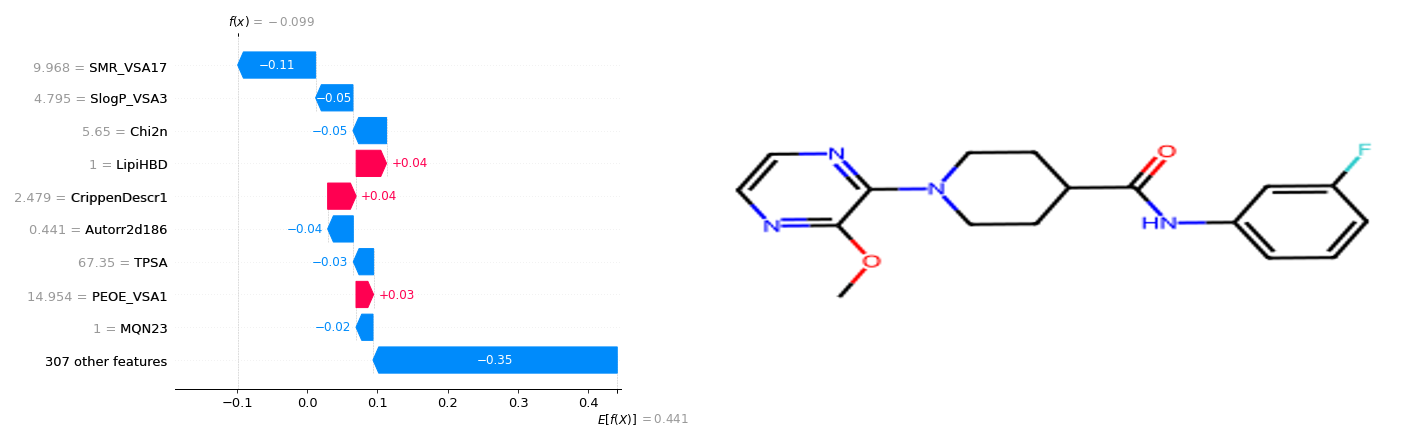 f(x) = −0.099
9.968 = SMR_VSA17
−0.11
4.795 = SlogP_VSA3
−0.05
5.65 = Chi2n
−0.05
1 = LipiHBD
+0.04
2.479 = CrippenDescr1
+0.04
0.441 = Autorr2d186
−0.04
67.35 = TPSA
−0.03
14.954 = PEOE_VSA1
+0.03
1 = MQN23
−0.02
307 other features
−0.35
−0.1 0.0 0.1 0.2 0.3 0.4
E[f(X)] = 0.441
N
N
N
O
O
HN
F